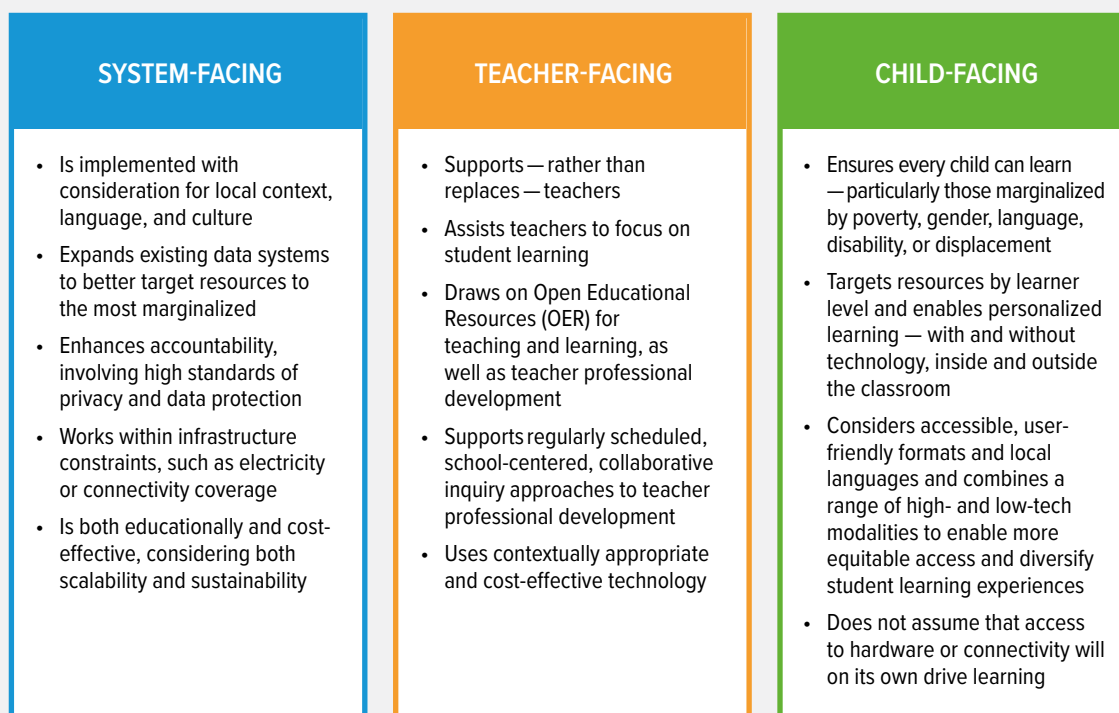 SYSTEM-FACING
• Is implemented with
consideration for local context,
language, and culture
• Expands existing data systems
to better target resources to
the most marginalized
• Enhances accountability,
involving high standards of
privacy and data protection
• Works within infrastructure
constraints, such as electricity
or connectivity coverage
• Is both educationally and cost-
effective, considering both
scalability and sustainability
TEACHER-FACING
• Supports — rather than
replaces — teachers
• Assists teachers to focus on
student learning
• Draws on Open Educational
Resources (OER) for
teaching and learning, as
well as teacher professional
development
• Supports regularly scheduled,
school-centered, collaborative
inquiry approaches to teacher
professional development
• Uses contextually appropriate
and cost-effective technology
CHILD-FACING
• Ensures every child can learn
— particularly those marginalized
by poverty, gender, language,
disability, or displacement
• Targets resources by learner
level and enables personalized
learning — with and without
technology, inside and outside
the classroom
• Considers accessible, user-
friendly formats and local
languages and combines a
range of high- and low-tech
modalities to enable more
equitable access and diversify
student learning experiences
• Does not assume that access
to hardware or connectivity will
on its own drive learning